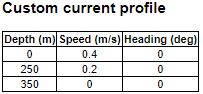 Custom current profile
Depth (m) Speed (m/s) Heading (deg)
0 0.4 0
250 0.2 0
350 0 0